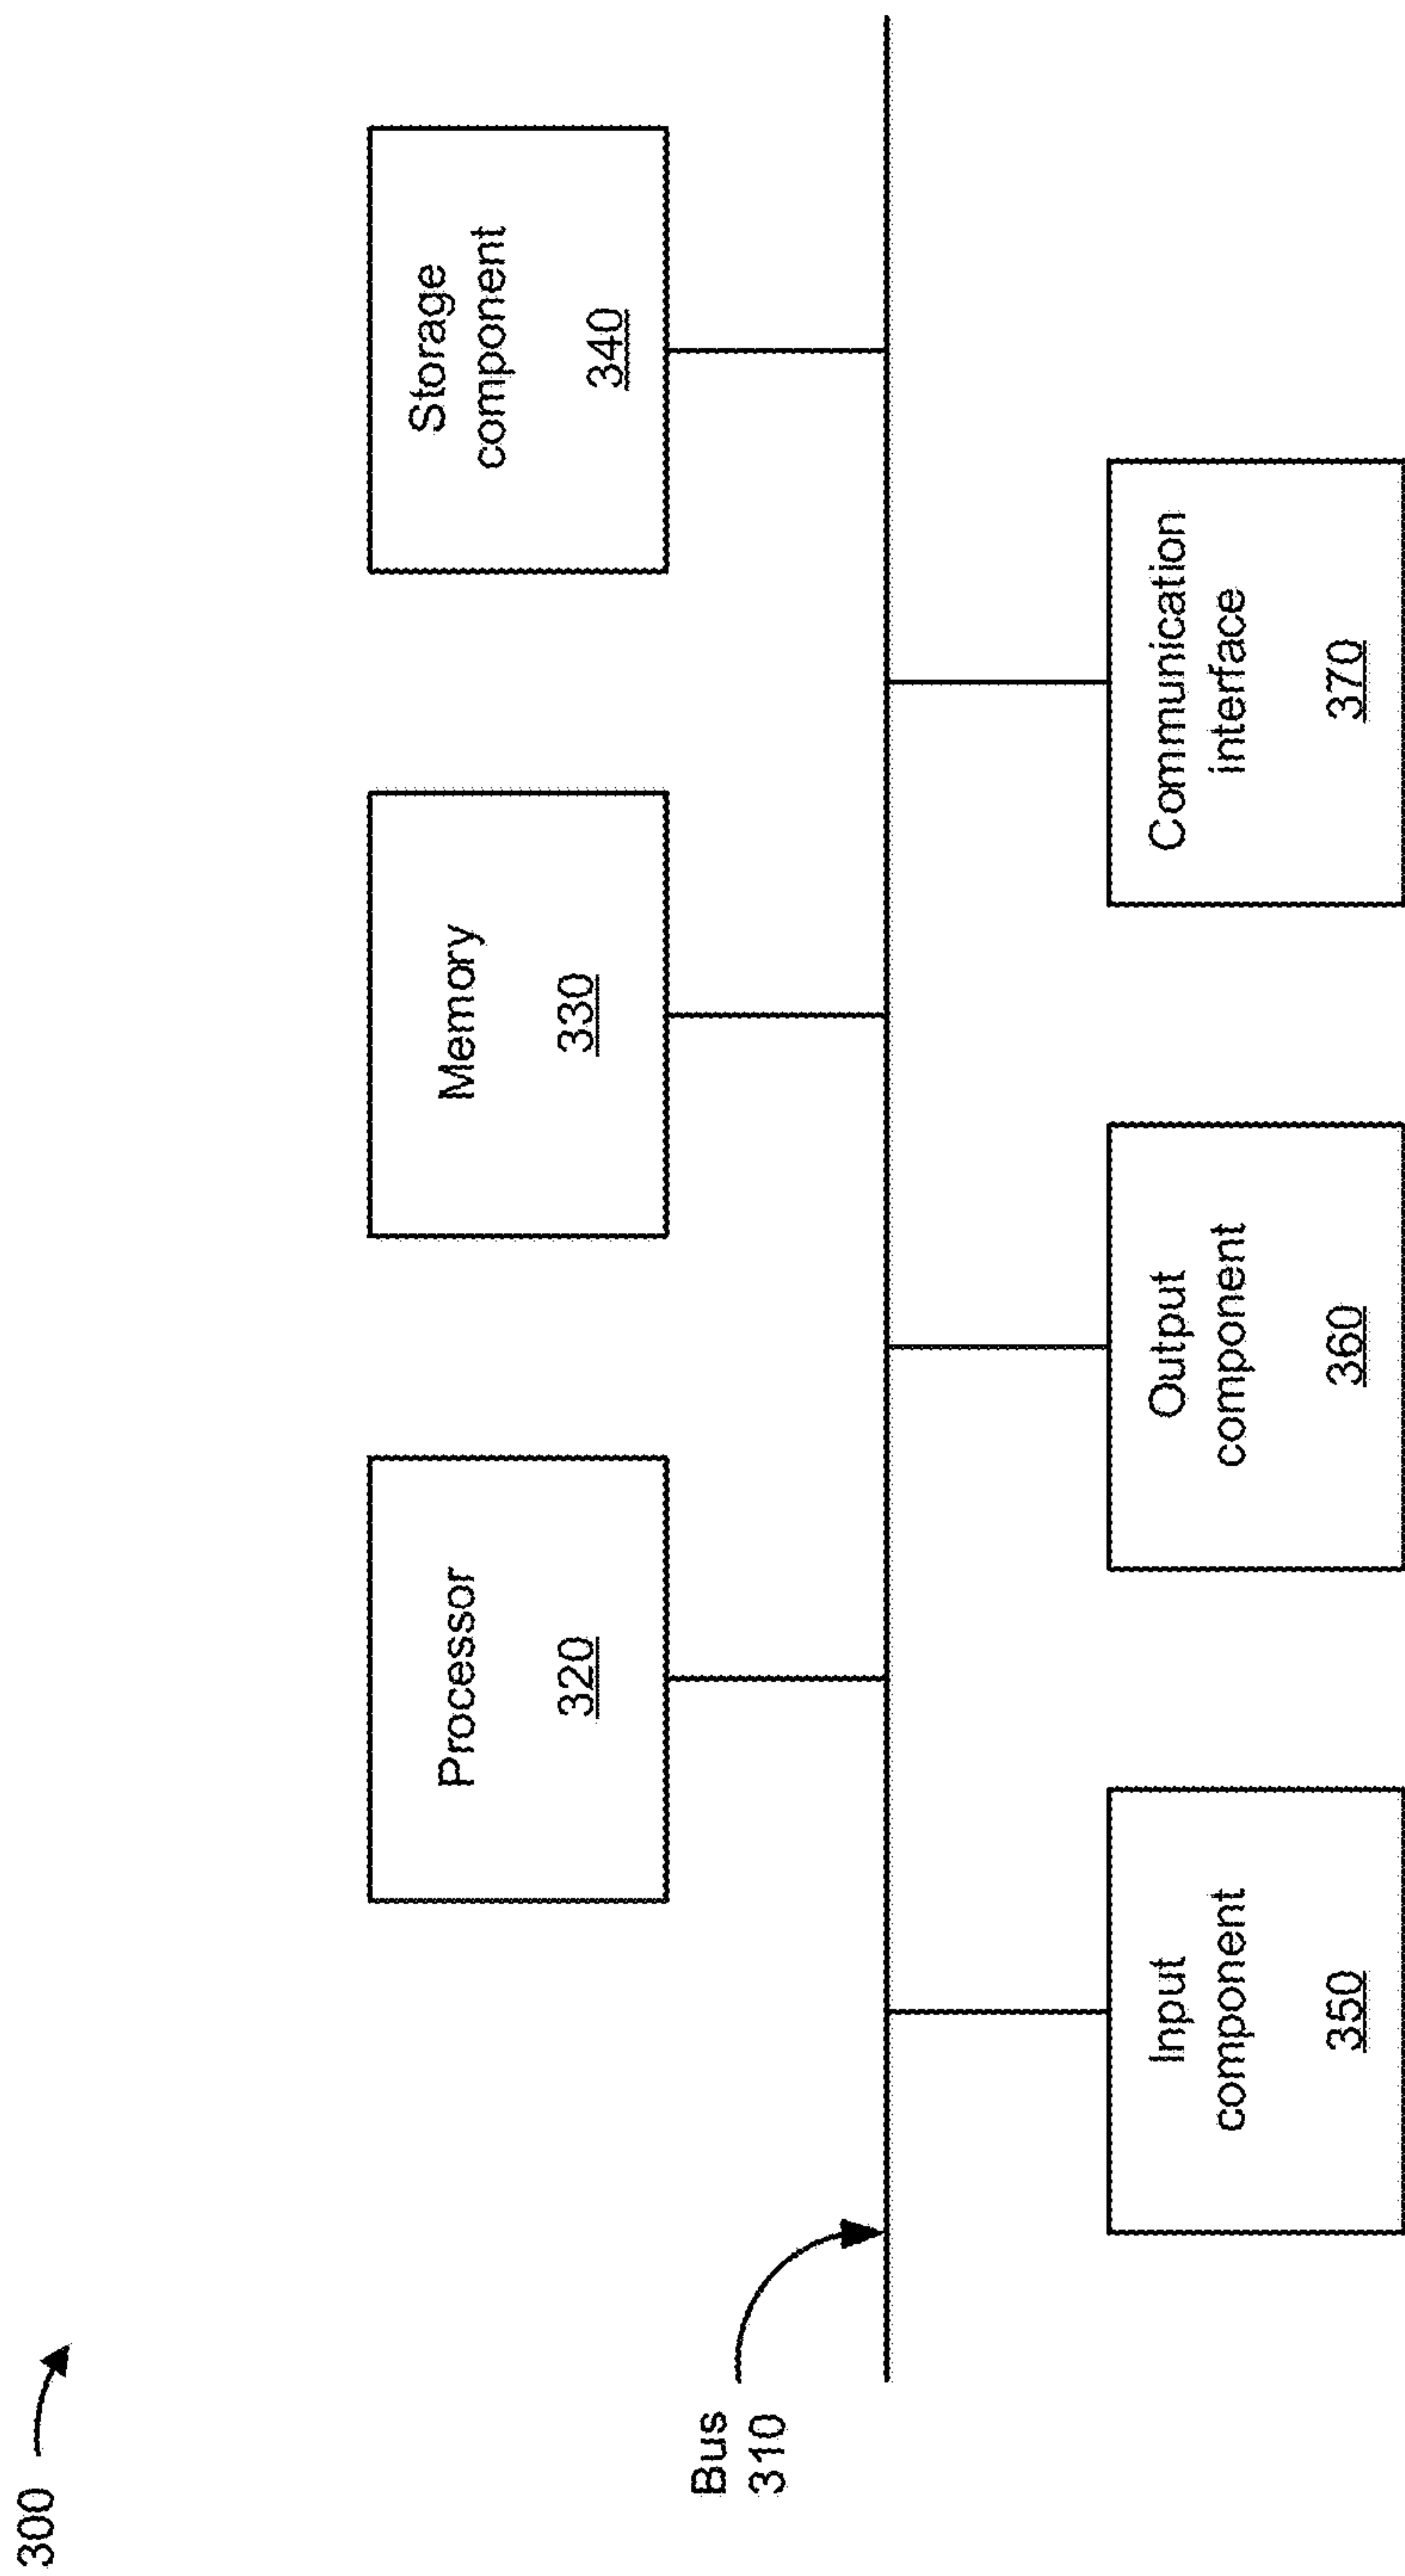 300
Processor
320
Memory
330
Storage
component
340
Bus
310
Input
component
350
Output
component
360
Communication
interface
370